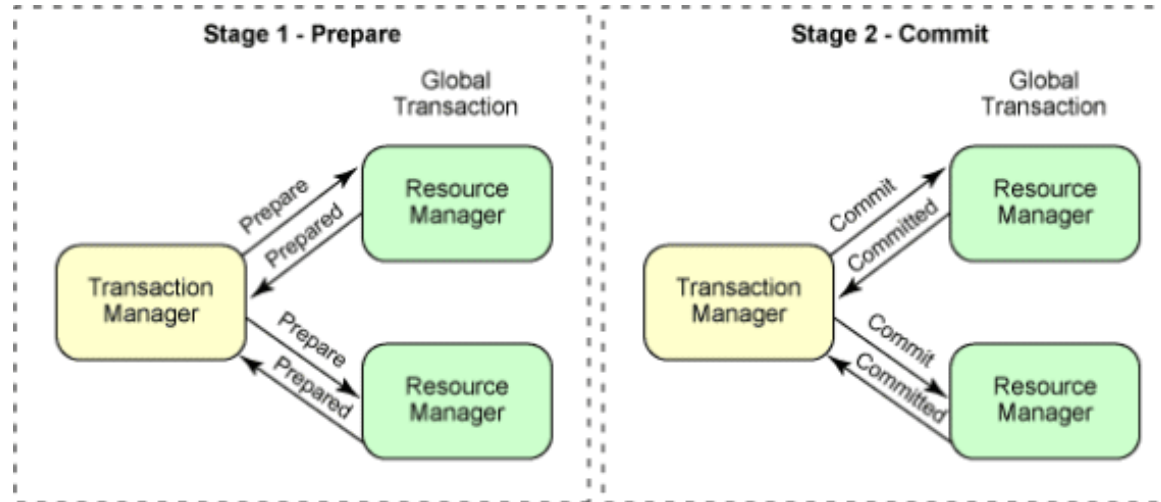 Stage 1 - Prepare
Global
Transaction
Resource
Manager
Prepare
Prepared
Transaction
Manager
Prepare
Prepared
Resource
Manager
Stage 2 - Commit
Global
Transaction
Resource
Manager
Commit
Committed
Transaction
Manager
Commit
Committed
Resource
Manager